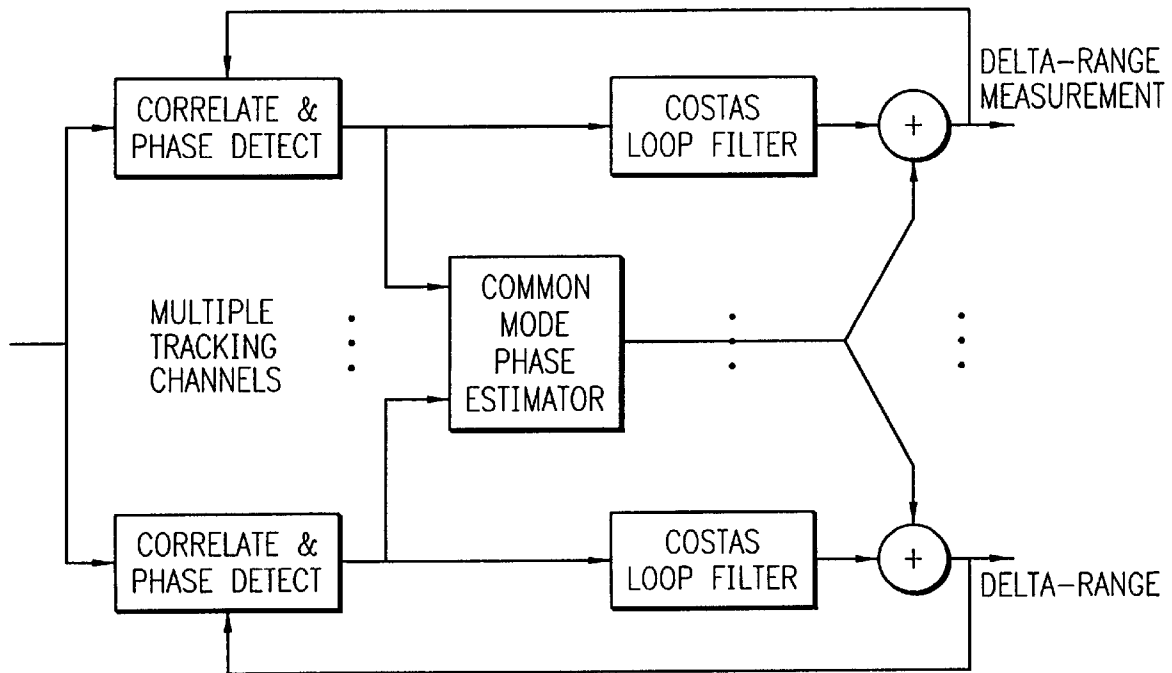 CORRELATE &
PHASE DETECT
COSTAS
LOOP FILTER
+
DELTA-RANGE
MEASUREMENT
MULTIPLE
TRACKING
CHANNELS
COMMON
MODE
PHASE
ESTIMATOR
CORRELATE &
PHASE DETECT
COSTAS
LOOP FILTER
+
DELTA-RANGE